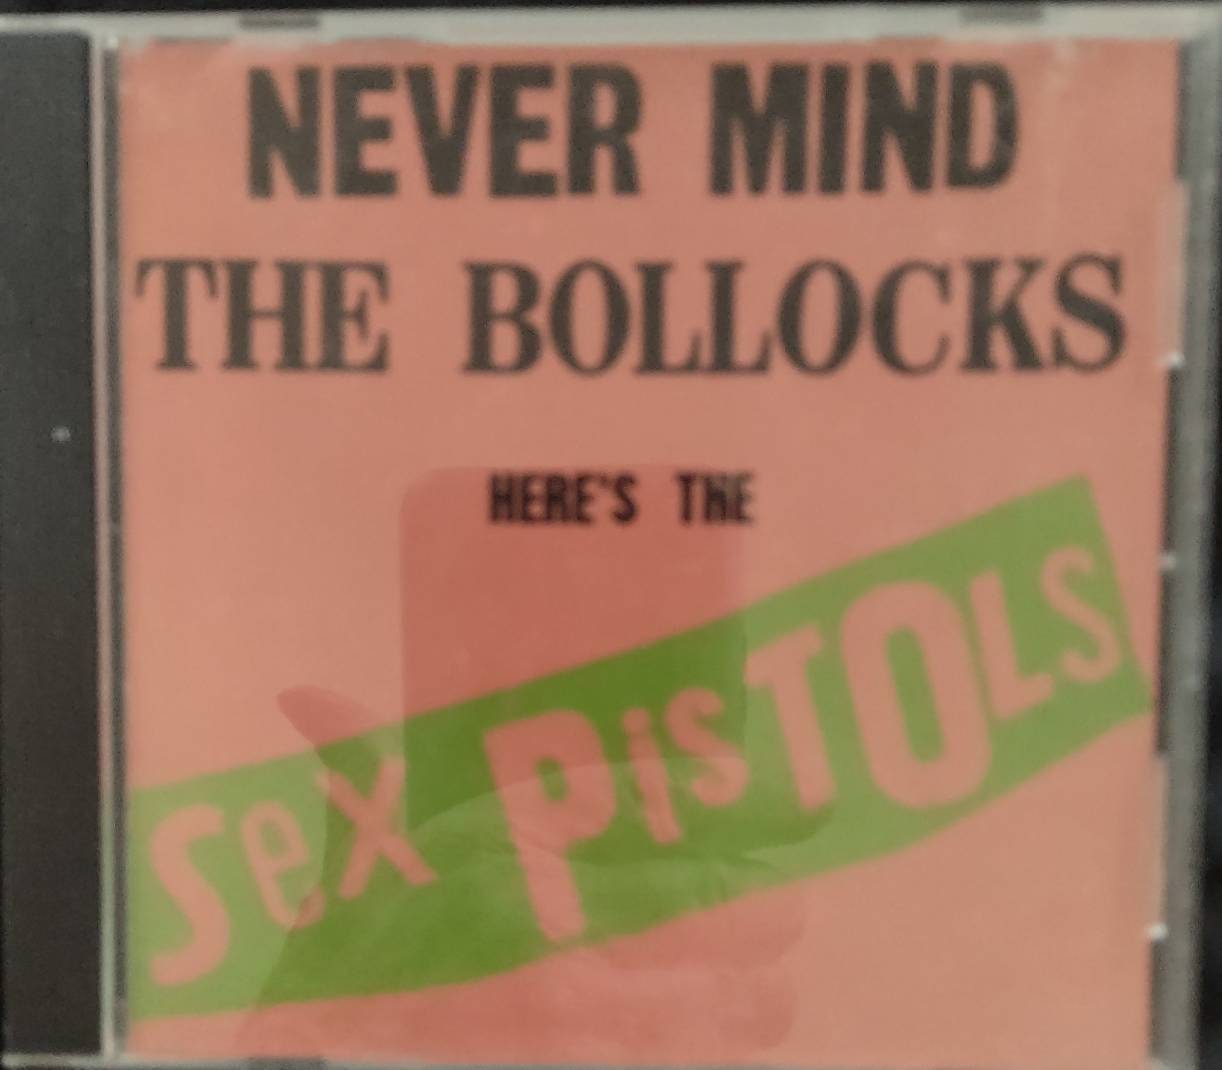 NEVER MIND
THE BOLLOCKS
HERE'S THE
Sex PiSTOLS